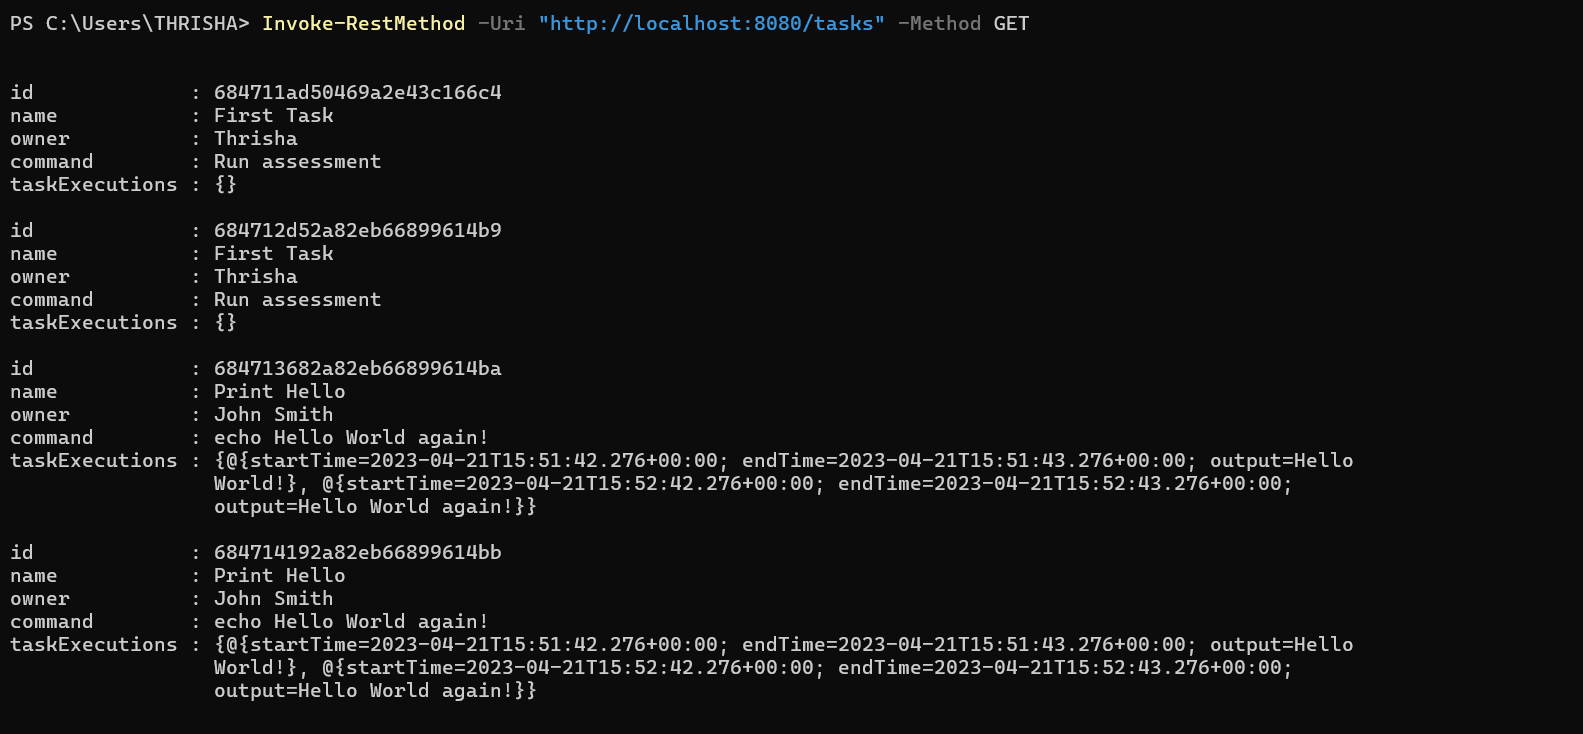 PS C:\Users\THRISHA> Invoke-RestMethod -Uri "http://localhost:8080/tasks" -Method GET
id             : 684711ad50469a2e43c166c4
name           : First Task
owner          : Thrisha
command        : Run assessment
taskExecutions : {}
id             : 684712d52a82eb66899614b9
name           : First Task
owner          : Thrisha
command        : Run assessment
taskExecutions : {}
id             : 684713682a82eb66899614ba
name           : Print Hello
owner          : John Smith
command        : echo Hello World again!
taskExecutions : {@{startTime=2023-04-21T15:51:42.276+00:00; endTime=2023-04-21T15:51:43.276+00:00; output=Hello
                 World!}, @{startTime=2023-04-21T15:52:42.276+00:00; endTime=2023-04-21T15:52:43.276+00:00;
                 output=Hello World again!}}
id             : 684714192a82eb66899614bb
name           : Print Hello
owner          : John Smith
command        : echo Hello World again!
taskExecutions : {@{startTime=2023-04-21T15:51:42.276+00:00; endTime=2023-04-21T15:51:43.276+00:00; output=Hello
                 World!}, @{startTime=2023-04-21T15:52:42.276+00:00; endTime=2023-04-21T15:52:43.276+00:00;
                 output=Hello World again!}}